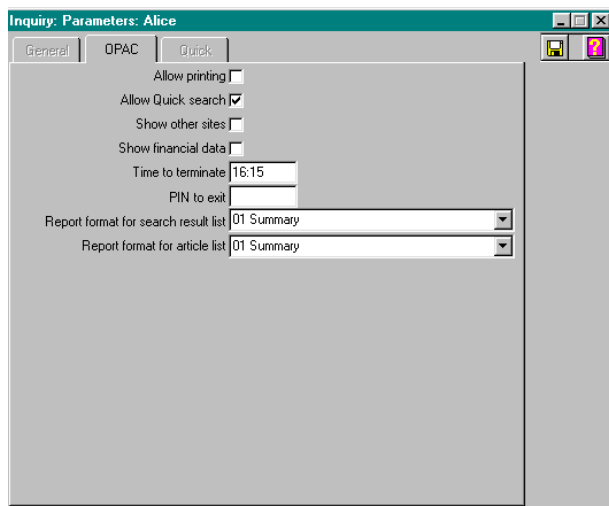 Inquiry: Parameters: Alice
General OPAC Quick
Allow printing
Allow Quick search
Show other sites
Show financial data
Time to terminate 16:15
PIN to exit
Report format for search result list 01 Summary
Report format for article list 01 Summary